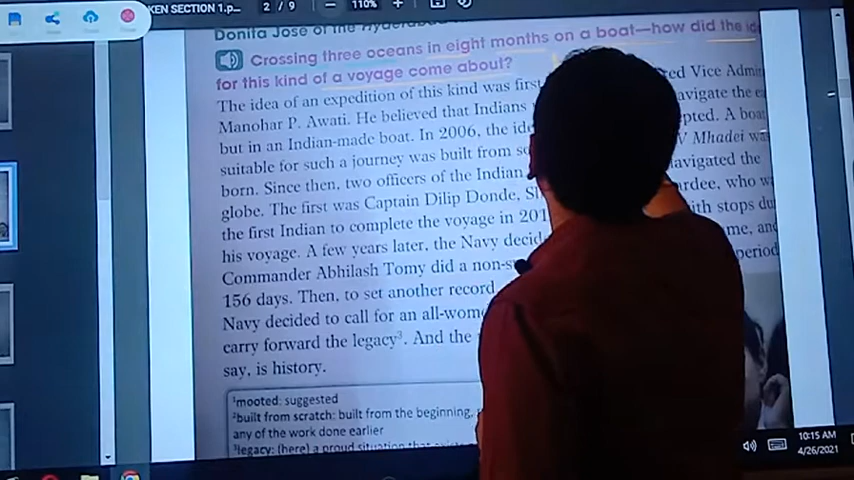 KEN SECTION 1.p... 2 / 9 110%
Donita Jose of the Hyderabad
Crossing three oceans in eight months on a boat—how did the id
for this kind of a voyage come about?
The idea of an expedition of this kind was first ed Vice Admi
Manohar P. Awati. He believed that Indians avigate the e
but in an Indian-made boat. In 2006, the ide pted. A boat
suitable for such a journey was built from sc V Mhadei wa
born. Since then, two officers of the Indian avigated the
globe. The first was Captain Dilip Donde, S ardee, who w
the first Indian to complete the voyage in 201 ith stops du
his voyage. A few years later, the Navy decid me, and
Commander Abhilash Tomy did a non-s period
156 days. Then, to set another record
Navy decided to call for an all-wome
carry forward the legacy³. And the
say, is history.
¹mooted: suggested
²built from scratch: built from the beginning,
any of the work done earlier
³legacy: (here) a proud situation that
10:15 AM
4/26/2021